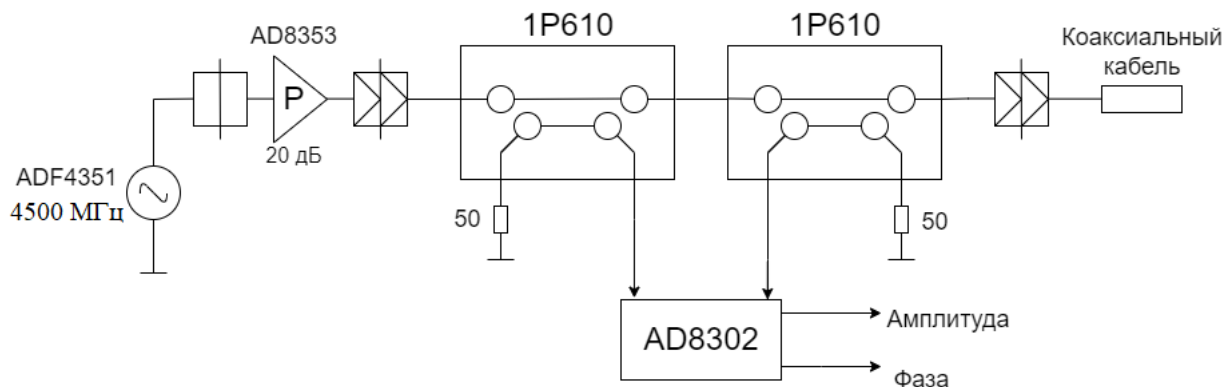 1P610
1P610
AD8353
Коаксиальный
кабель
P
20 дБ
ADF4351
4500 МГц
50
50
AD8302
Амплитуда
Фаза